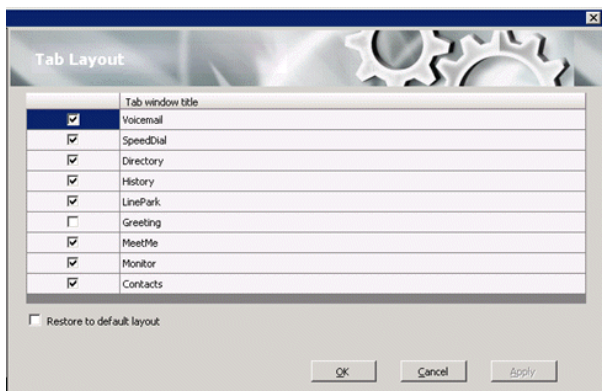 Tab Layout
Tab window title
Voicemail
SpeedDial
Directory
History
LinePark
Greeting
MeetMe
Monitor
Contacts
Restore to default layout
OK Cancel Apply